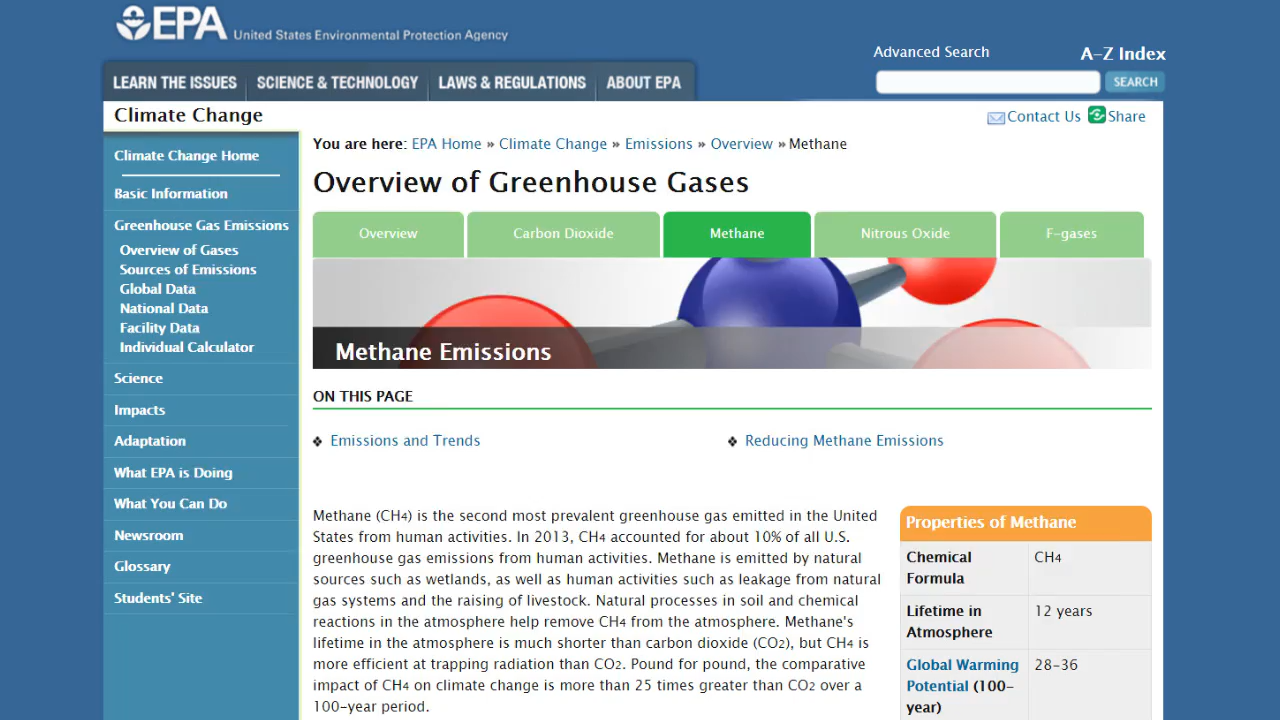 EPA United States Environmental Protection Agency
Advanced Search
A-Z Index
LEARN THE ISSUES
SCIENCE & TECHNOLOGY
LAWS & REGULATIONS
ABOUT EPA
SEARCH
Climate Change
Contact Us
Share
Climate Change Home
Basic Information
Greenhouse Gas Emissions
Overview of Gases
Sources of Emissions
Global Data
National Data
Facility Data
Individual Calculator
Science
Impacts
Adaptation
What EPA is Doing
What You Can Do
Newsroom
Glossary
Students' Site
You are here: EPA Home » Climate Change » Emissions » Overview » Methane
Overview of Greenhouse Gases
Overview
Carbon Dioxide
Methane
Nitrous Oxide
F-gases
Methane Emissions
ON THIS PAGE
❖ Emissions and Trends
❖ Reducing Methane Emissions
Methane (CH4) is the second most prevalent greenhouse gas emitted in the United
States from human activities. In 2013, CH4 accounted for about 10% of all U.S.
greenhouse gas emissions from human activities. Methane is emitted by natural
sources such as wetlands, as well as human activities such as leakage from natural
gas systems and the raising of livestock. Natural processes in soil and chemical
reactions in the atmosphere help remove CH4 from the atmosphere. Methane's
lifetime in the atmosphere is much shorter than carbon dioxide (CO2), but CH4 is
more efficient at trapping radiation than CO2. Pound for pound, the comparative
impact of CH4 on climate change is more than 25 times greater than CO2 over a
100-year period.
Properties of Methane
Chemical
Formula
CH4
Lifetime in
Atmosphere
12 years
Global Warming
Potential (100-
year)
28-36